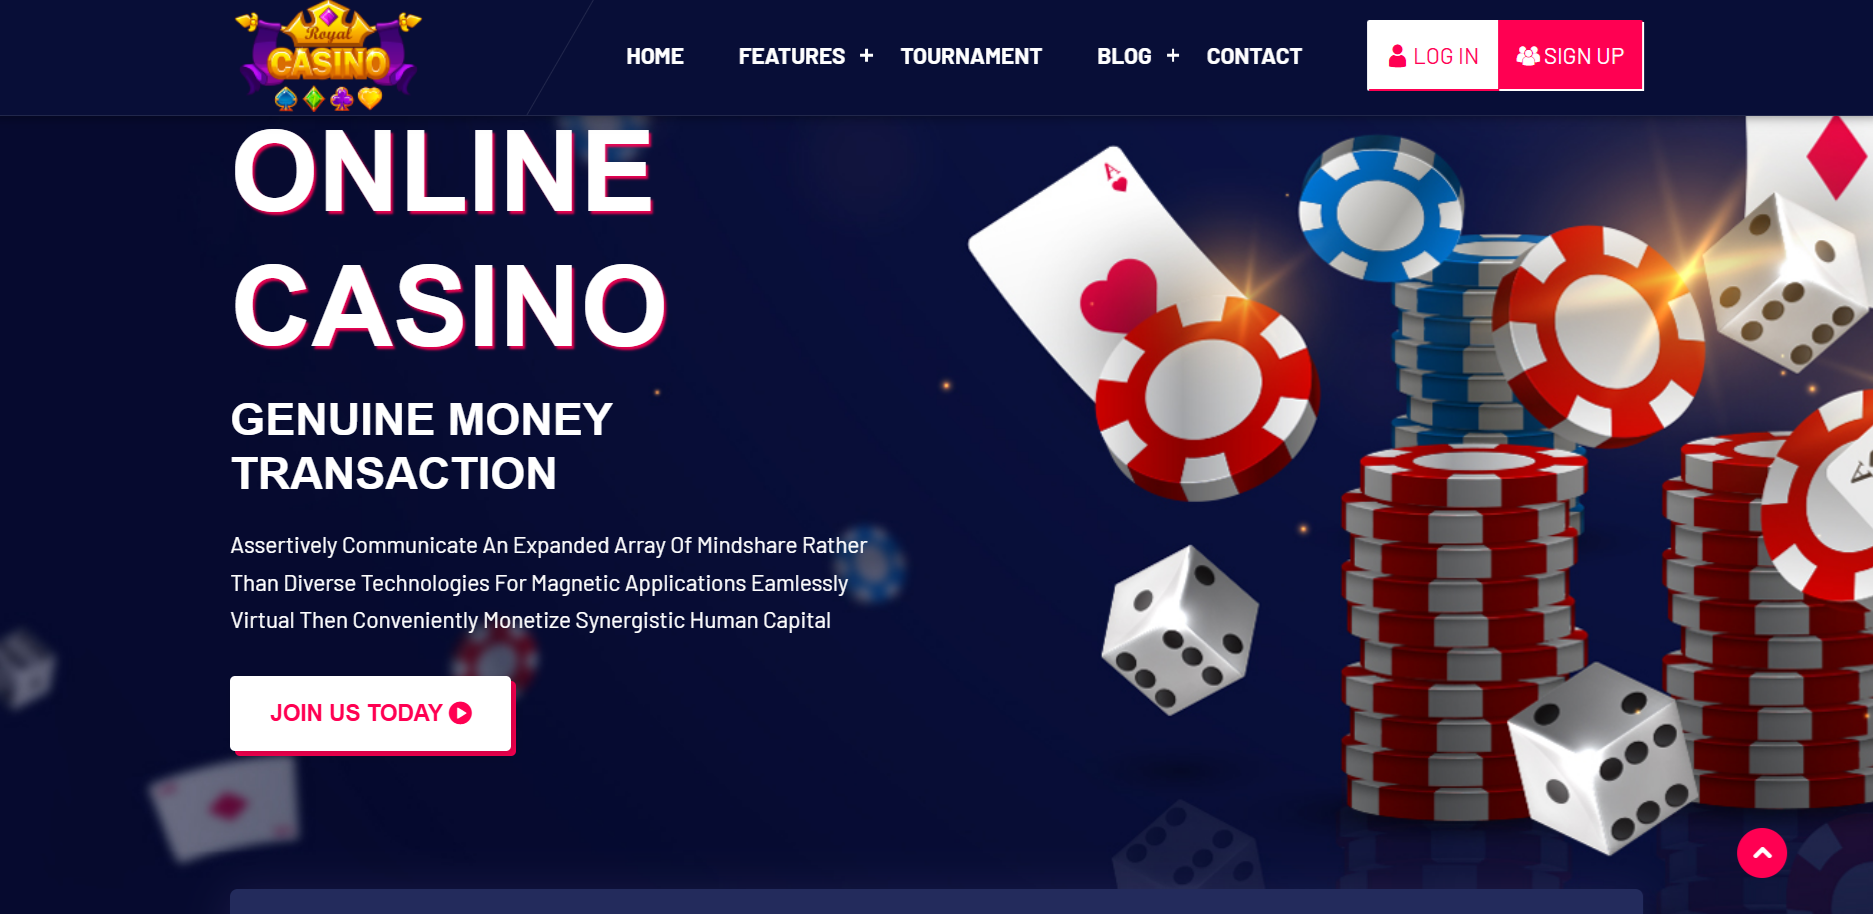 Royal
CASINO
HOME FEATURES + TOURNAMENT BLOG + CONTACT
LOG IN SIGN UP
ONLINE
CASINO
GENUINE MONEY
TRANSACTION
Assertively Communicate An Expanded Array Of Mindshare Rather
Than Diverse Technologies For Magnetic Applications Eamlessly
Virtual Then Conveniently Monetize Synergistic Human Capital
JOIN US TODAY
A
A